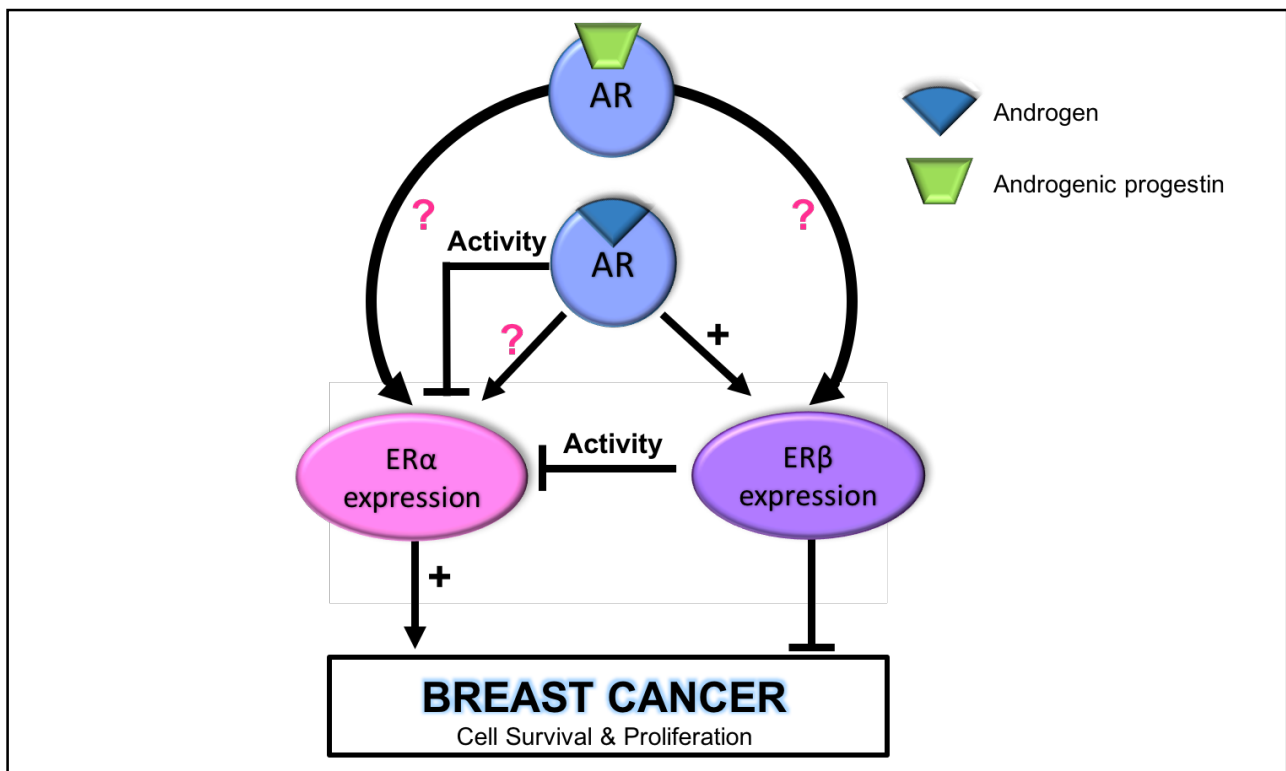 AR
Androgen
Androgenic progestin
?
?
Activity
AR
?
+
ERα
expression
Activity
ERβ
expression
+
BREAST CANCER
Cell Survival & Proliferation